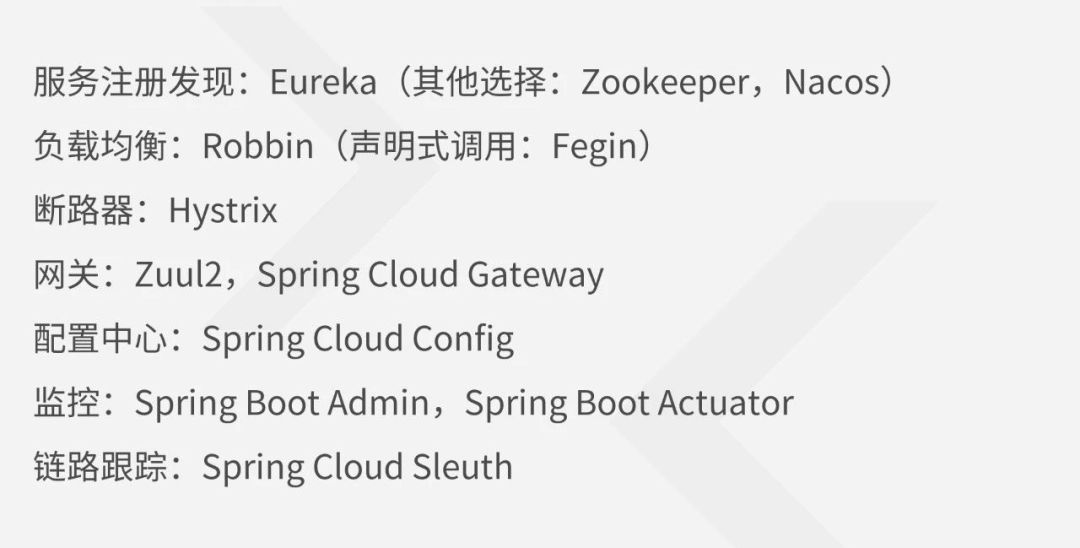 服务注册发现：Eureka（其他选择：Zookeeper，Nacos）
负载均衡：Robbin（声明式调用：Fegin）
断路器：Hystrix
网关：Zuul2，Spring Cloud Gateway
配置中心：Spring Cloud Config
监控：Spring Boot Admin，Spring Boot Actuator
链路跟踪：Spring Cloud Sleuth